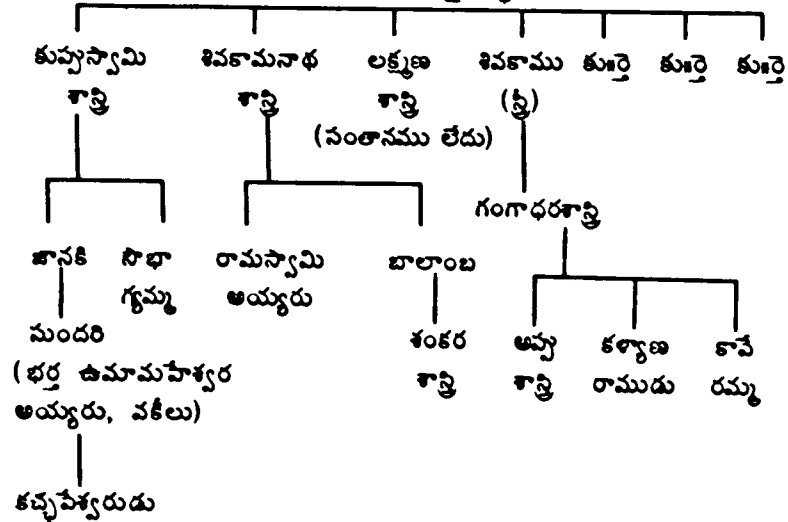 కుప్పుస్వామి శివకామనాథ లక్ష్మణ శివకాము కుఁర్తె కుఁర్తె కుఁర్తె
శాస్త్రి శాస్త్రి శాస్త్రి (స్త్రీ)
(సంతానము లేదు)
గంగాధరశాస్త్రి
జానకి సౌభా రామస్వామి బాలాంబ
గ్యమ్మ అయ్యరు
సుందరి శంకర అప్పు కళ్యాణ కావే
(భర్త ఉమామహేశ్వర శాస్త్రి శాస్త్రి రాముడు రమ్మ
అయ్యరు, వకీలు)
కచ్ఛపేశ్వరుడు